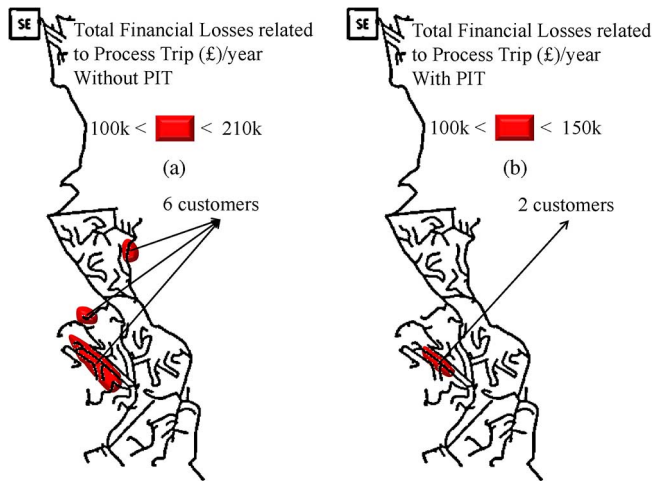 SE
Total Financial Losses related
to Process Trip (£)/year
Without PIT
100k < < 210k
(a)
6 customers
SE
Total Financial Losses related
to Process Trip (£)/year
With PIT
100k < < 150k
(b)
2 customers